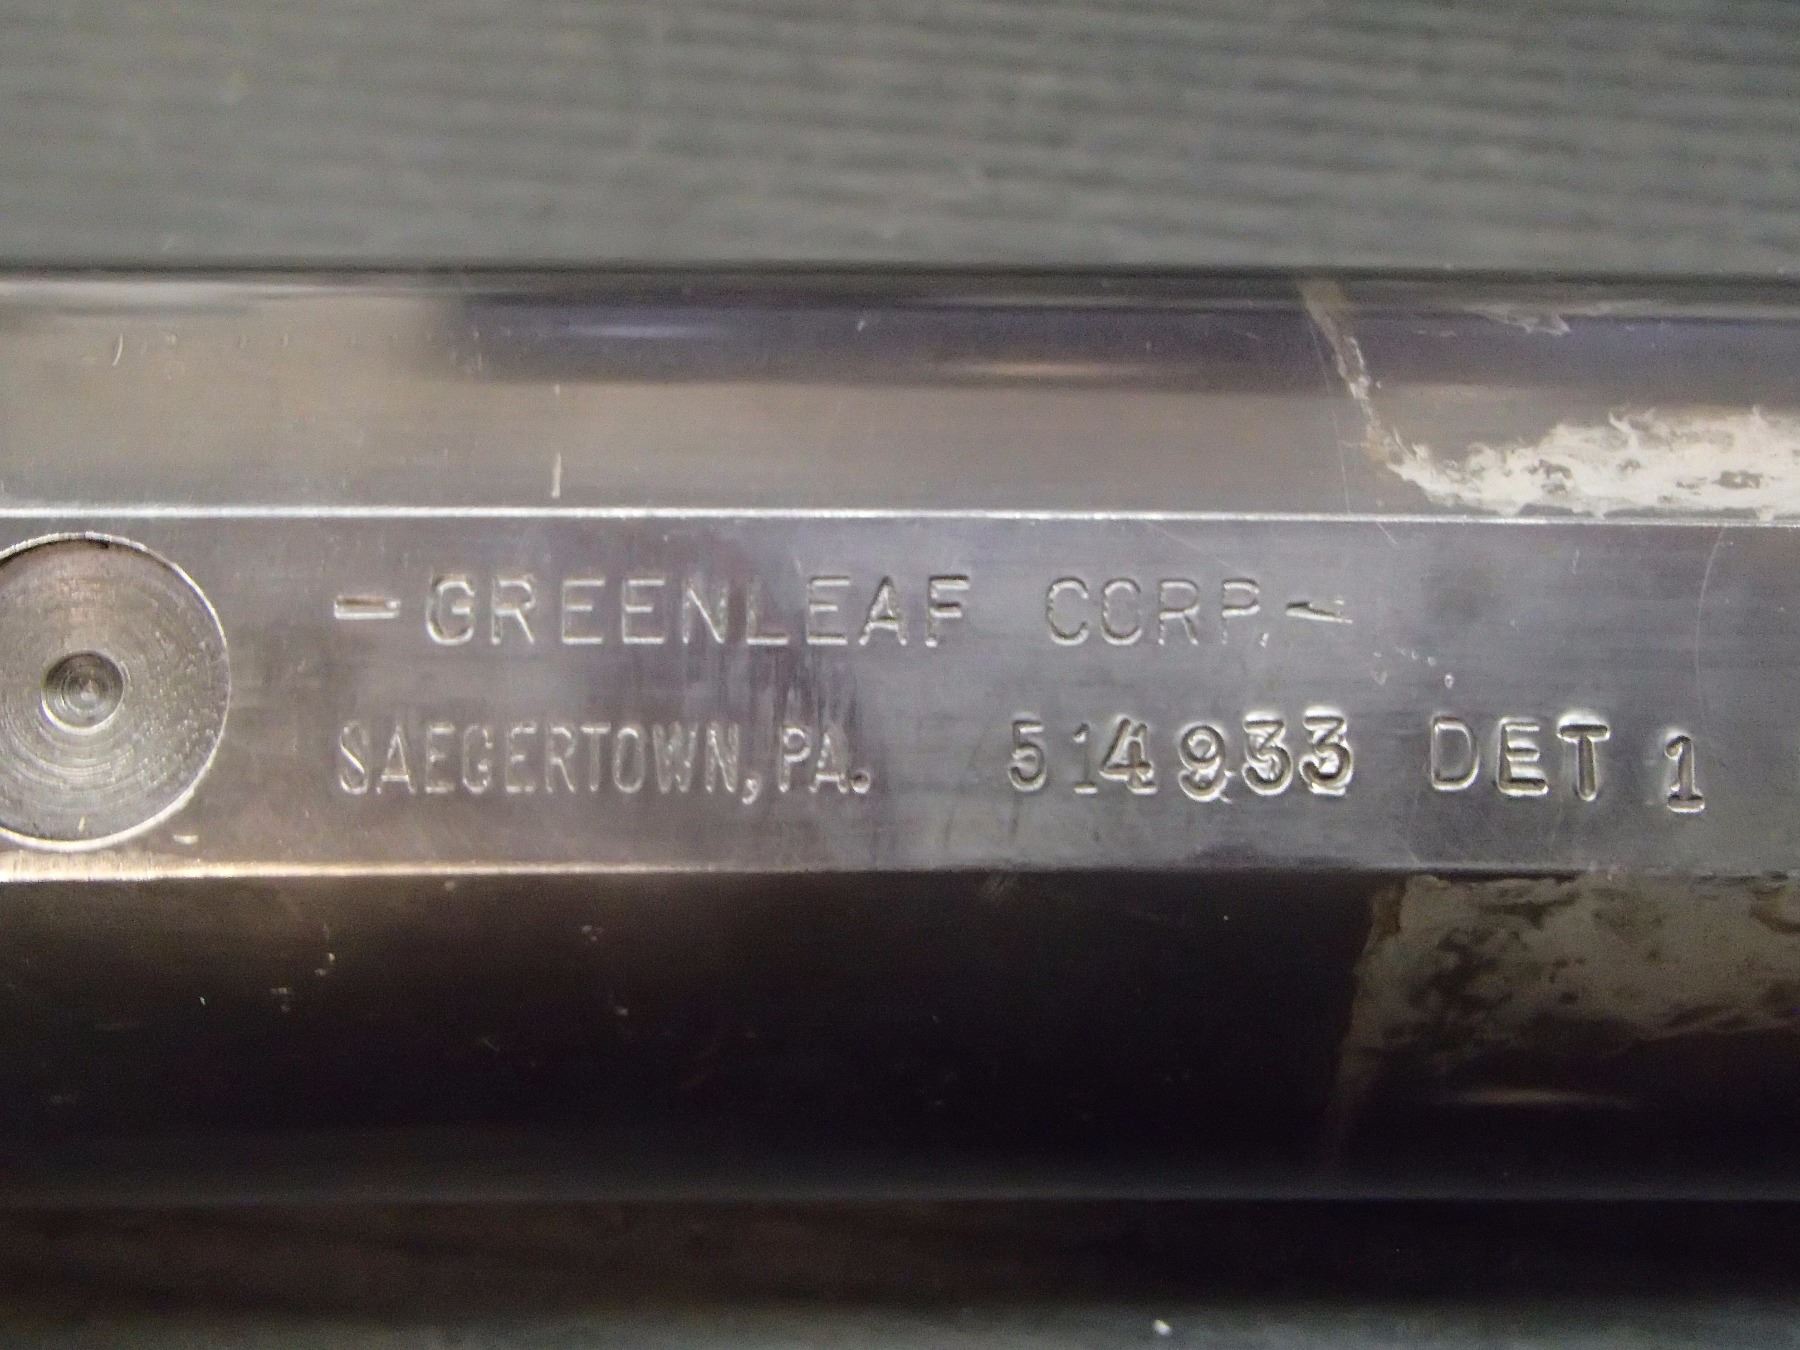 -GREENLEAF CORP.-
SAEGERTOWN, PA. 514933 DET 1